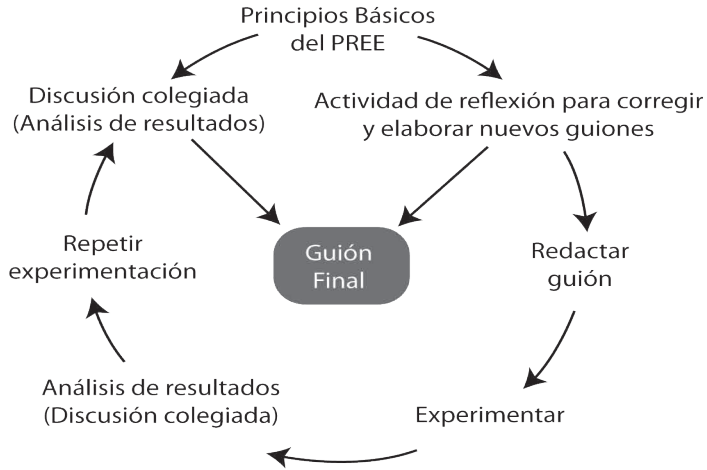 Principios Básicos
del PREE
Discusión colegiada
(Análisis de resultados)
Actividad de reflexión para corregir
y elaborar nuevos guiones
Repetir
experimentación
Guión
Final
Redactar
guión
Análisis de resultados
(Discusión colegiada)
Experimentar